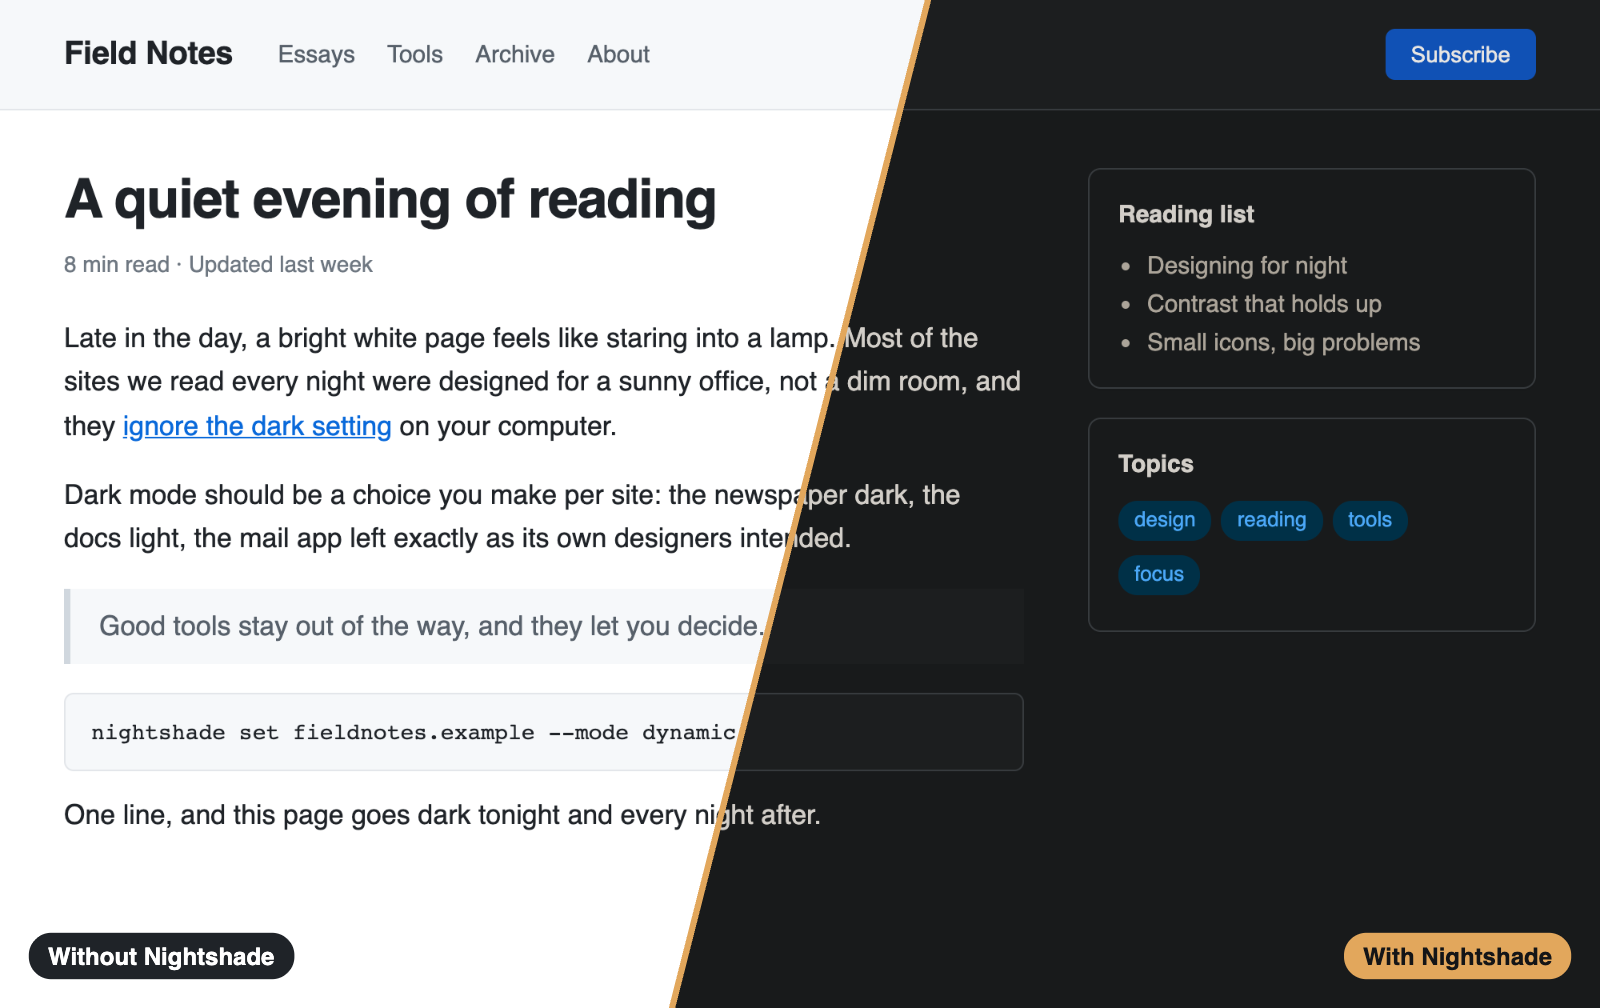 Field Notes Essays Tools Archive About Subscribe
A quiet evening of reading
8 min read · Updated last week
Late in the day, a bright white page feels like staring into a lamp. Most of the
sites we read every night were designed for a sunny office, not a dim room, and
they ignore the dark setting on your computer.
Dark mode should be a choice you make per site: the newspaper dark, the
docs light, the mail app left exactly as its own designers intended.
Good tools stay out of the way, and they let you decide.
nightshade set fieldnotes.example --mode dynamic
One line, and this page goes dark tonight and every night after.
Reading list
Designing for night
Contrast that holds up
Small icons, big problems
Topics
design reading tools
focus
Without Nightshade
With Nightshade